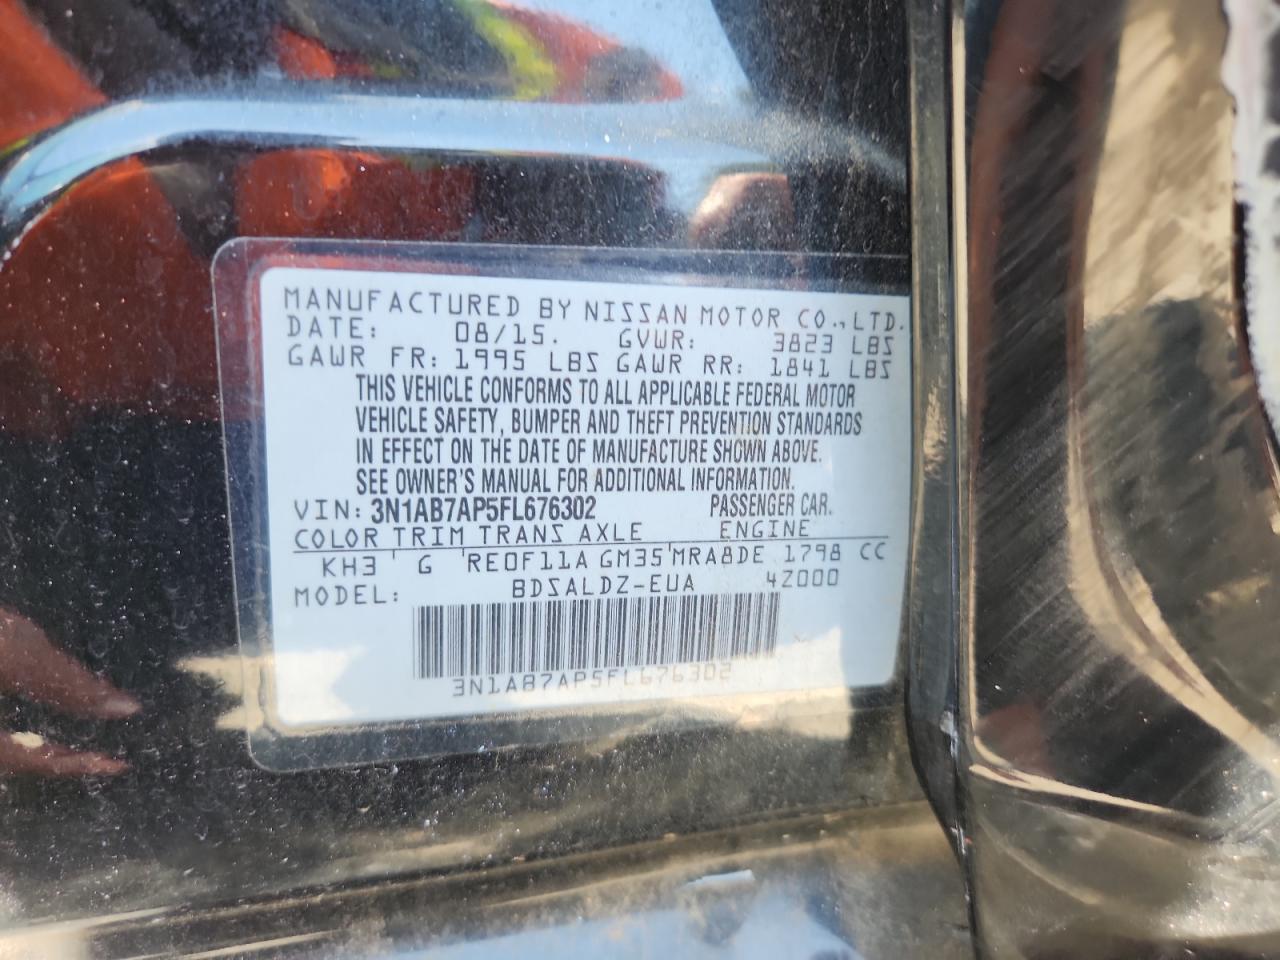 MANUFACTURED BY NISSAN MOTOR CO.,LTD.
DATE: 08/15. GVWR: 3823 LBS
GAWR FR: 1995 LBS GAWR RR: 1841 LBS
THIS VEHICLE CONFORMS TO ALL APPLICABLE FEDERAL MOTOR
VEHICLE SAFETY, BUMPER AND THEFT PREVENTION STANDARDS
IN EFFECT ON THE DATE OF MANUFACTURE SHOWN ABOVE.
SEE OWNER'S MANUAL FOR ADDITIONAL INFORMATION.
VIN: 3N1AB7AP5FL676302 PASSENGER CAR.
COLOR TRIM TRANS AXLE ENGINE
KH3 G RE0F11A GM35 MRA8DE 1798 CC
MODEL: BDSALDZ-EUA 4Z000
3N1AB7AP5FL676302